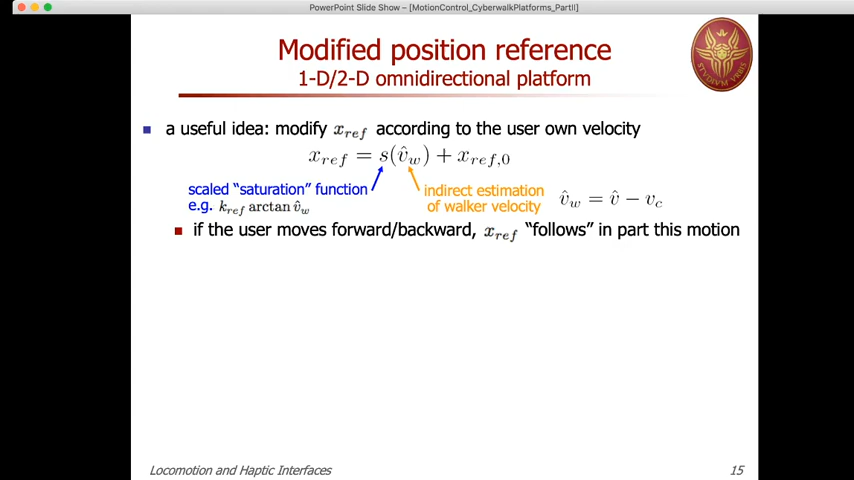 PowerPoint Slide Show - [MotionControl_CyberwalkPlatforms_PartII]
Modified position reference
1-D/2-D omnidirectional platform
STVDIVM VRBIS
a useful idea: modify x_ref according to the user own velocity
x_ref = s(v̂_w) + x_ref,0
scaled "saturation" function
e.g. k_ref arctan v̂_w
indirect estimation
of walker velocity
v̂_w = v̂ − v_c
if the user moves forward/backward, x_ref "follows" in part this motion
Locomotion and Haptic Interfaces
15